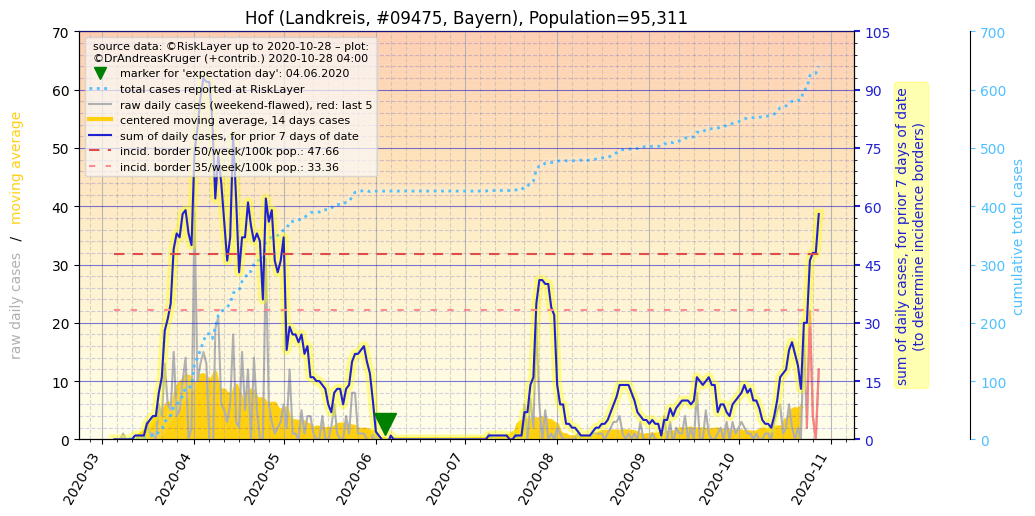 Hof (Landkreis, #09475, Bayern), Population=95,311
source data: ©RiskLayer up to 2020-10-28 – plot:
©DrAndreasKruger (+contrib.) 2020-10-28 04:00
marker for 'expectation day': 04.06.2020
total cases reported at RiskLayer
raw daily cases (weekend-flawed), red: last 5
centered moving average, 14 days cases
sum of daily cases, for prior 7 days of date
incid. border 50/week/100k pop.: 47.66
incid. border 35/week/100k pop.: 33.36
raw daily cases / moving average
70
60
50
40
30
20
10
0
2020-03
2020-04
2020-05
2020-06
2020-07
2020-08
2020-09
2020-10
2020-11
105
90
75
60
45
30
15
0
sum of daily cases, for prior 7 days of date
(to determine incidence borders)
700
600
500
400
300
200
100
0
cumulative total cases